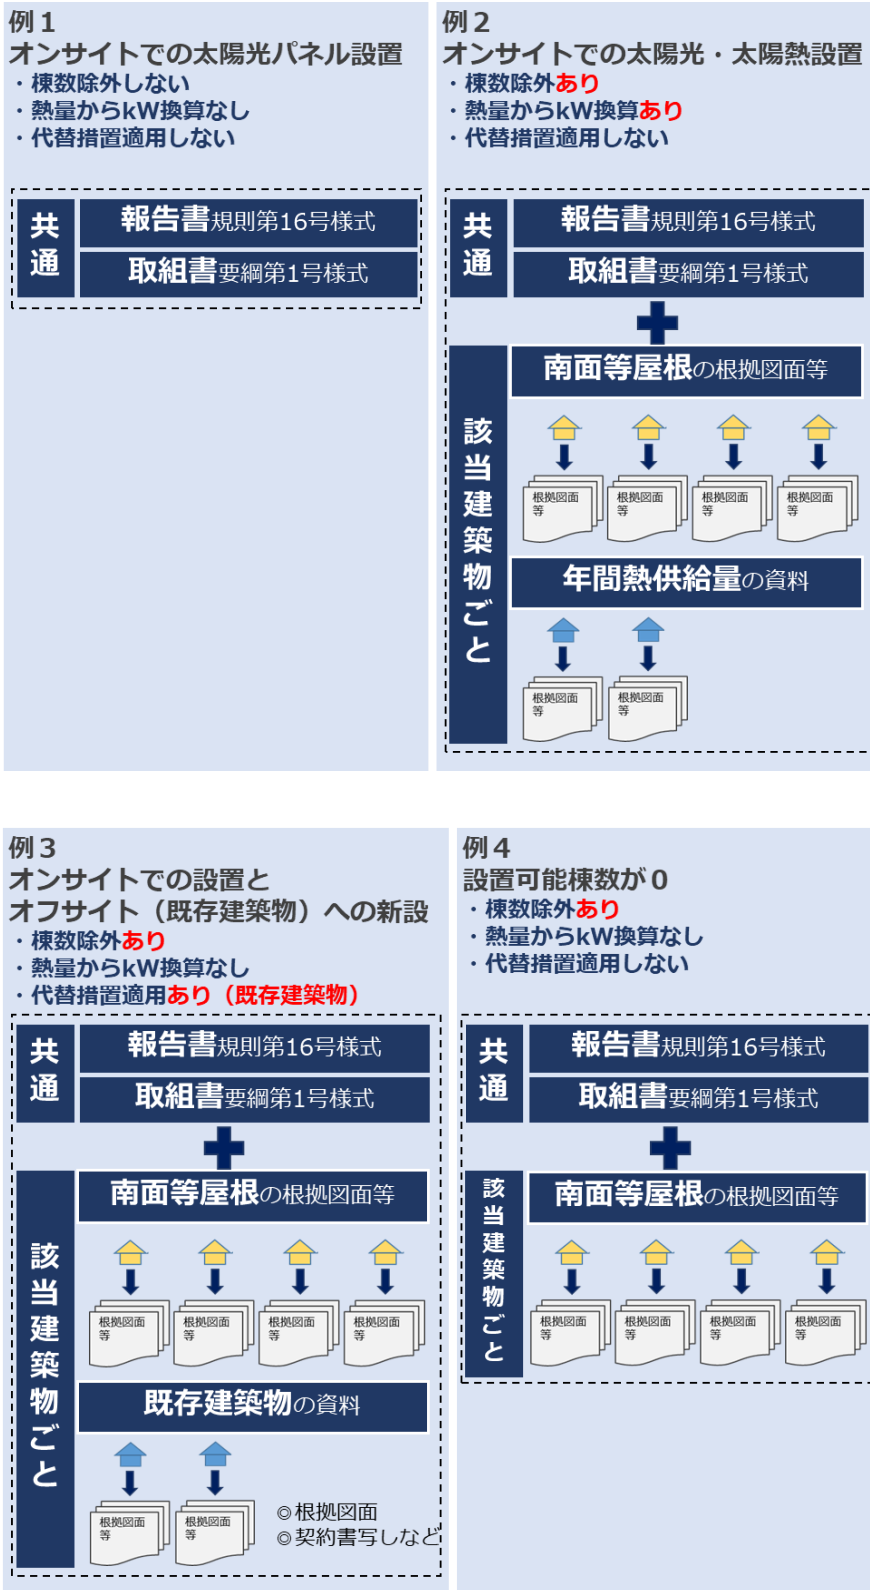 例１
オンサイトでの太陽光パネル設置
・棟数除外しない
・熱量からkW換算なし
・代替措置適用しない
共通
報告書規則第16号様式
取組書要綱第1号様式
例２
オンサイトでの太陽光・太陽熱設置
・棟数除外あり
・熱量からkW換算あり
・代替措置適用しない
共通
報告書規則第16号様式
取組書要綱第1号様式
該当建築物ごと
南面等屋根の根拠図面等
根拠図面
等
根拠図面
等
根拠図面
等
根拠図面
等
年間熱供給量の資料
根拠図面
等
根拠図面
等
例３
オンサイトでの設置と
オフサイト（既存建築物）への新設
・棟数除外あり
・熱量からkW換算なし
・代替措置適用あり（既存建築物）
共通
報告書規則第16号様式
取組書要綱第1号様式
該当建築物ごと
南面等屋根の根拠図面等
根拠図面
等
根拠図面
等
根拠図面
等
根拠図面
等
既存建築物の資料
根拠図面
等
根拠図面
等
◎根拠図面
◎契約書写しなど
例４
設置可能棟数が０
・棟数除外あり
・熱量からkW換算なし
・代替措置適用しない
共通
報告書規則第16号様式
取組書要綱第1号様式
該当建築物ごと
南面等屋根の根拠図面等
根拠図面
等
根拠図面
等
根拠図面
等
根拠図面
等